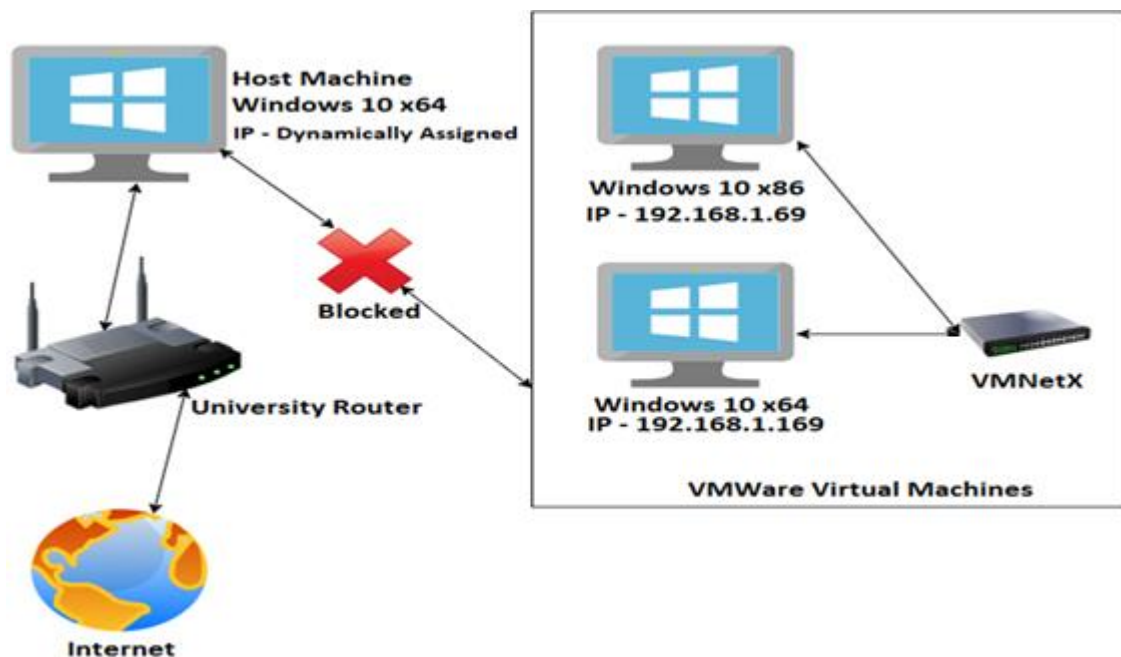 Host Machine
Windows 10 x64
IP - Dynamically Assigned
Blocked
University Router
Internet
Windows 10 x86
IP - 192.168.1.69
Windows 10 x64
IP - 192.168.1.169
VMNetX
VMWare Virtual Machines